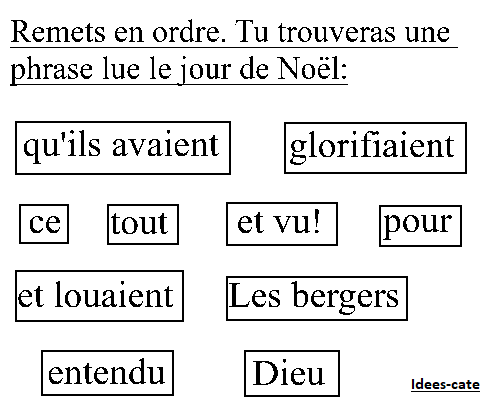 Remets en ordre. Tu trouveras une
phrase lue le jour de Noël:
qu'ils avaient glorifiaient
ce tout et vu! pour
et louaient Les bergers
entendu Dieu
Idees-cate